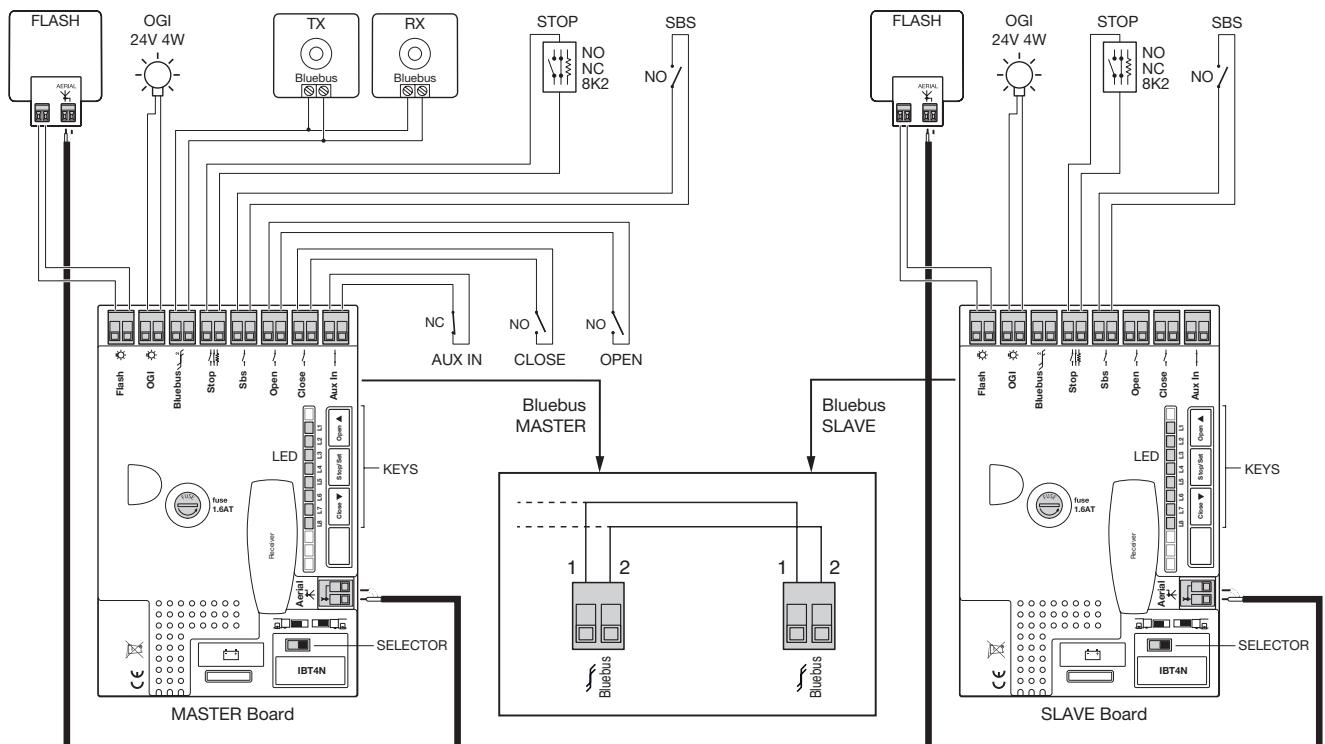 FLASH
AERIAL
OGI
24V 4W
TX
Bluebus
RX
Bluebus
STOP
NO
NC
8K2
SBS
NO
NC
AUX IN
NO
CLOSE
NO
OPEN
Flash
OGI
Bluebus
Stop
Sbs
Open
Close
Aux In
LED
L1
L2
L3
L4
L5
L6
L7
L8
Open ▲
Stop/Set
Close ▼
KEYS
FUSE
fuse
1.6AT
Receiver
Aerial
SELECTOR
IBT4N
CE
MASTER Board
Bluebus
MASTER
Bluebus
SLAVE
1 2
1 2
Bluebus
Bluebus
FLASH
AERIAL
OGI
24V 4W
STOP
NO
NC
8K2
SBS
NO
Flash
OGI
Bluebus
Stop
Sbs
Open
Close
Aux In
LED
L1
L2
L3
L4
L5
L6
L7
L8
Open ▲
Stop/Set
Close ▼
KEYS
FUSE
fuse
1.6AT
Receiver
Aerial
SELECTOR
IBT4N
CE
SLAVE Board